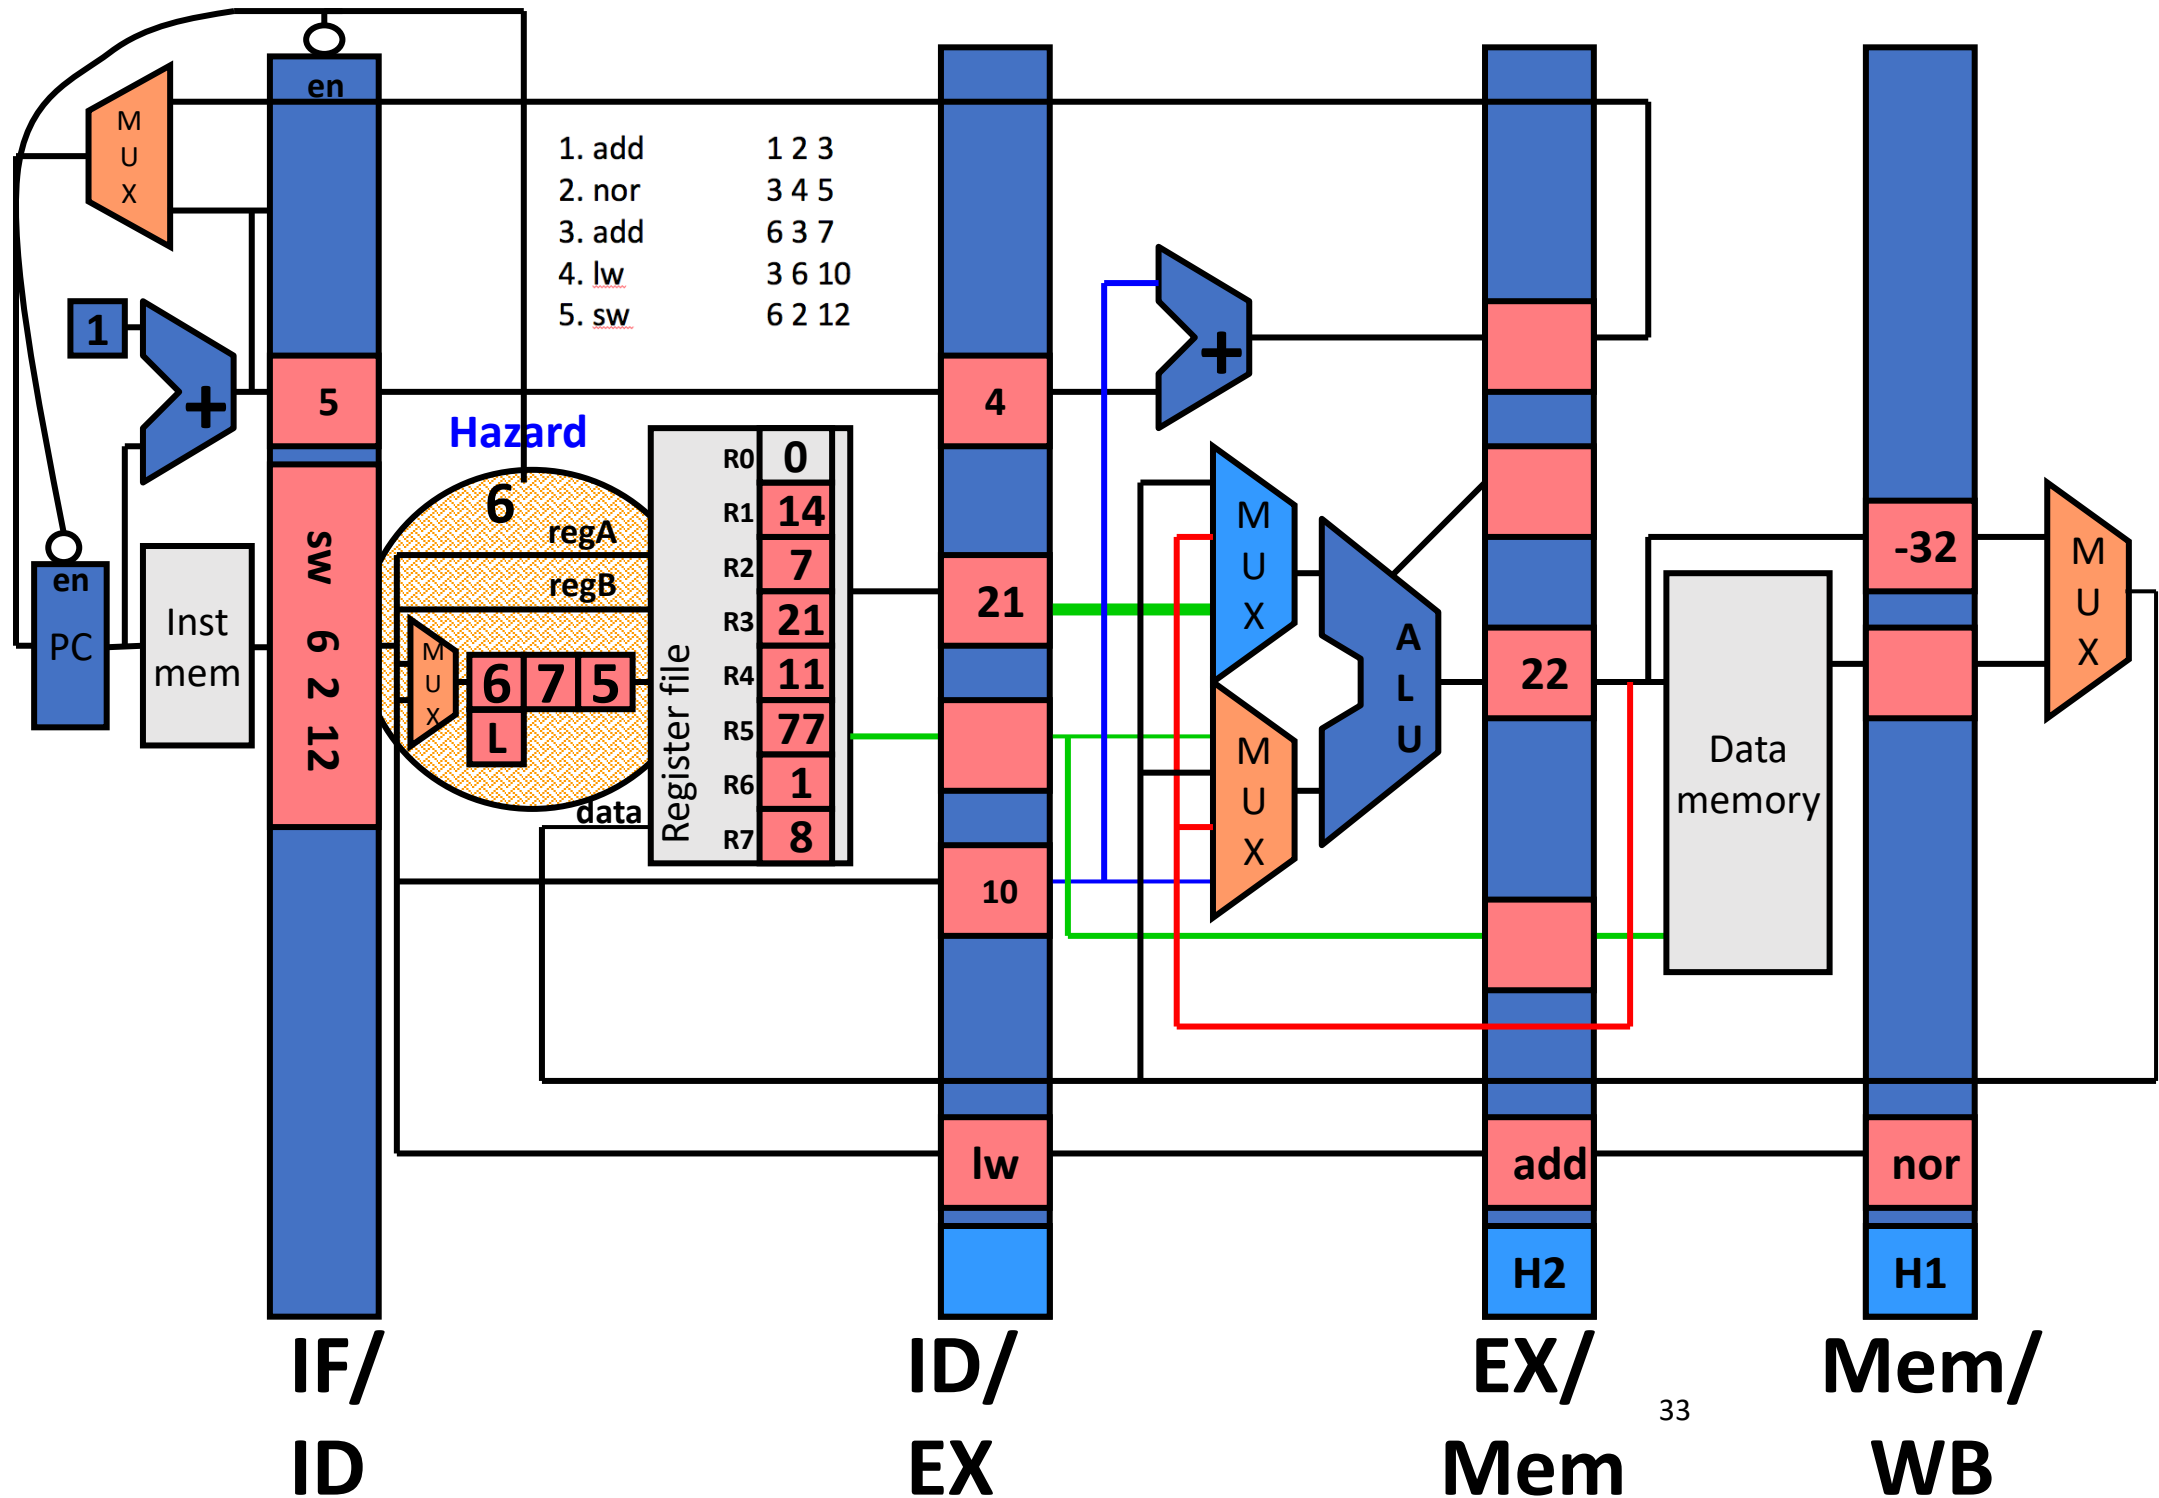 en
M
U
X
1. add 1 2 3
2. nor 3 4 5
3. add 6 3 7
4. lw 3 6 10
5. sw 6 2 12
1
+
+
5
4
Hazard
6
regA
regB
M
U
X
6 7 5
L
data
Register file
R0 0
R1 14
R2 7
R3 21
R4 11
R5 77
R6 1
R7 8
en
PC
Inst
mem
sw 6 2 12
21
10
M
U
X
M
U
X
A
L
U
22
Data
memory
-32
M
U
X
lw
add
nor
H2
H1
IF/
ID
ID/
EX
EX/
Mem
33
Mem/
WB